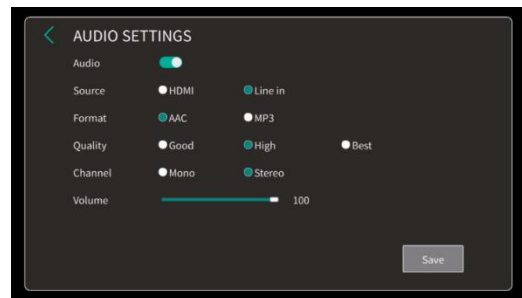 AUDIO SETTINGS
Audio
Source HDMI Line in
Format AAC MP3
Quality Good High Best
Channel Mono Stereo
Volume 100
Save